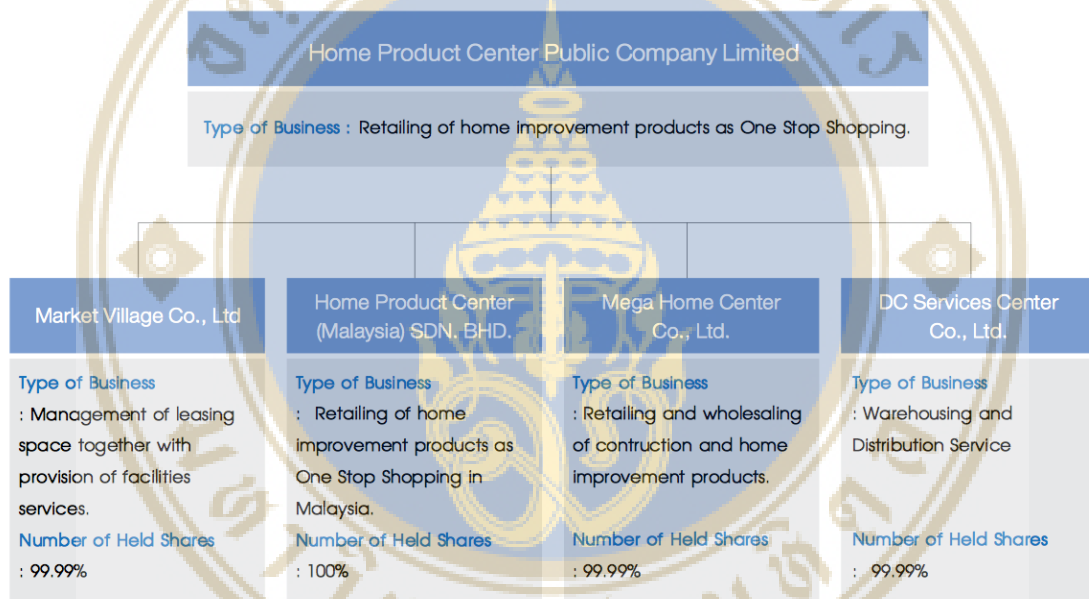 Home Product Center Public Company Limited
Type of Business : Retailing of home improvement products as One Stop Shopping.
Market Village Co., Ltd
Type of Business
: Management of leasing
space together with
provision of facilities
services.
Number of Held Shares
: 99.99%
Home Product Center
(Malaysia) SDN. BHD.
Type of Business
: Retailing of home
improvement products as
One Stop Shopping in
Malaysia.
Number of Held Shares
: 100%
Mega Home Center
Co., Ltd.
Type of Business
: Retailing and wholesaling
of contruction and home
improvement products.
Number of Held Shares
: 99.99%
DC Services Center
Co., Ltd.
Type of Business
: Warehousing and
Distribution Service
Number of Held Shares
: 99.99%